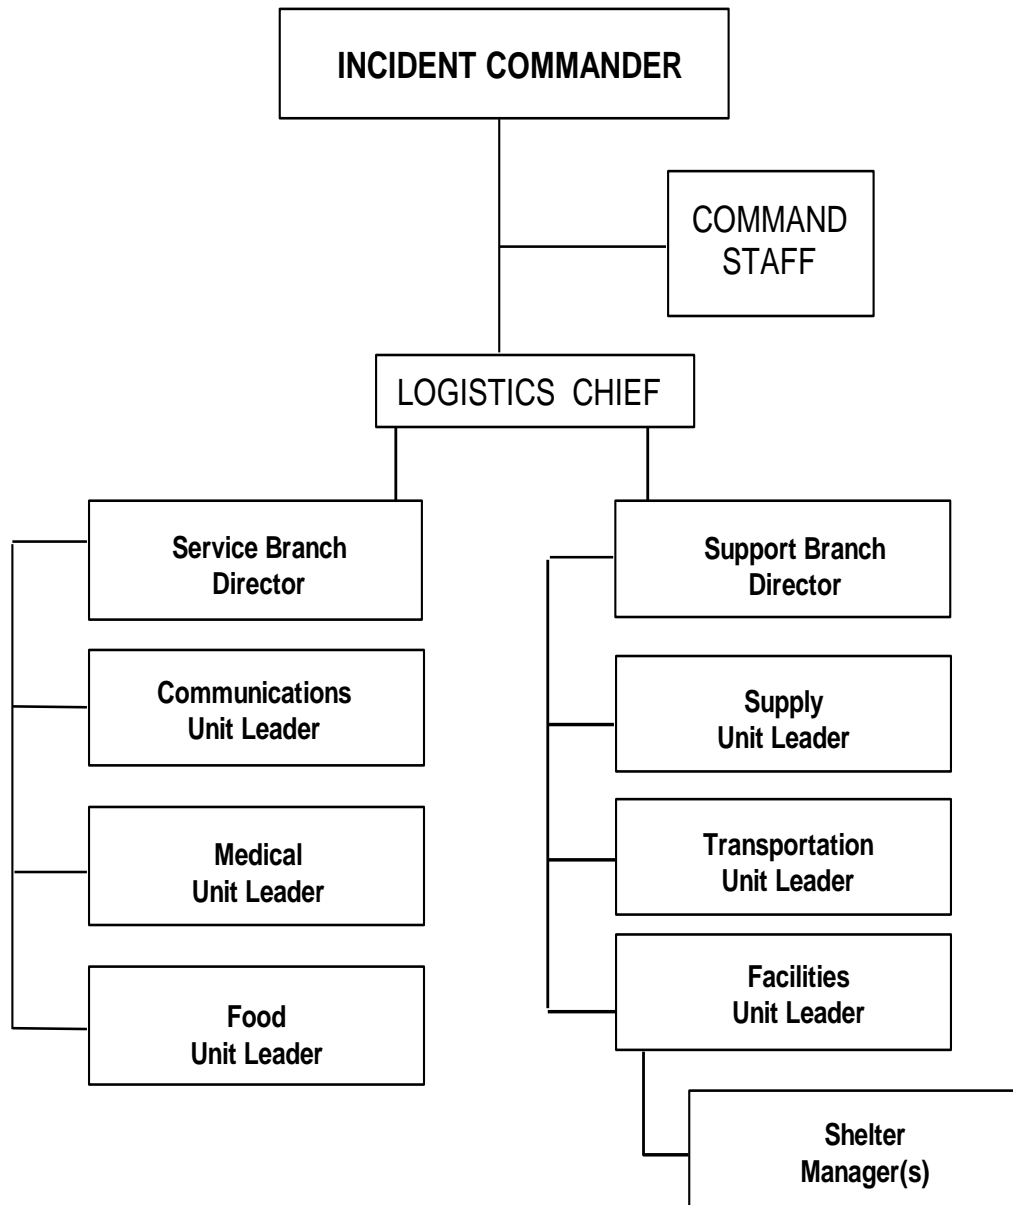 INCIDENT COMMANDER
COMMAND
STAFF
LOGISTICS CHIEF
Service Branch
Director
Communications
Unit Leader
Medical
Unit Leader
Food
Unit Leader
Support Branch
Director
Supply
Unit Leader
Transportation
Unit Leader
Facilities
Unit Leader
Shelter
Manager(s)